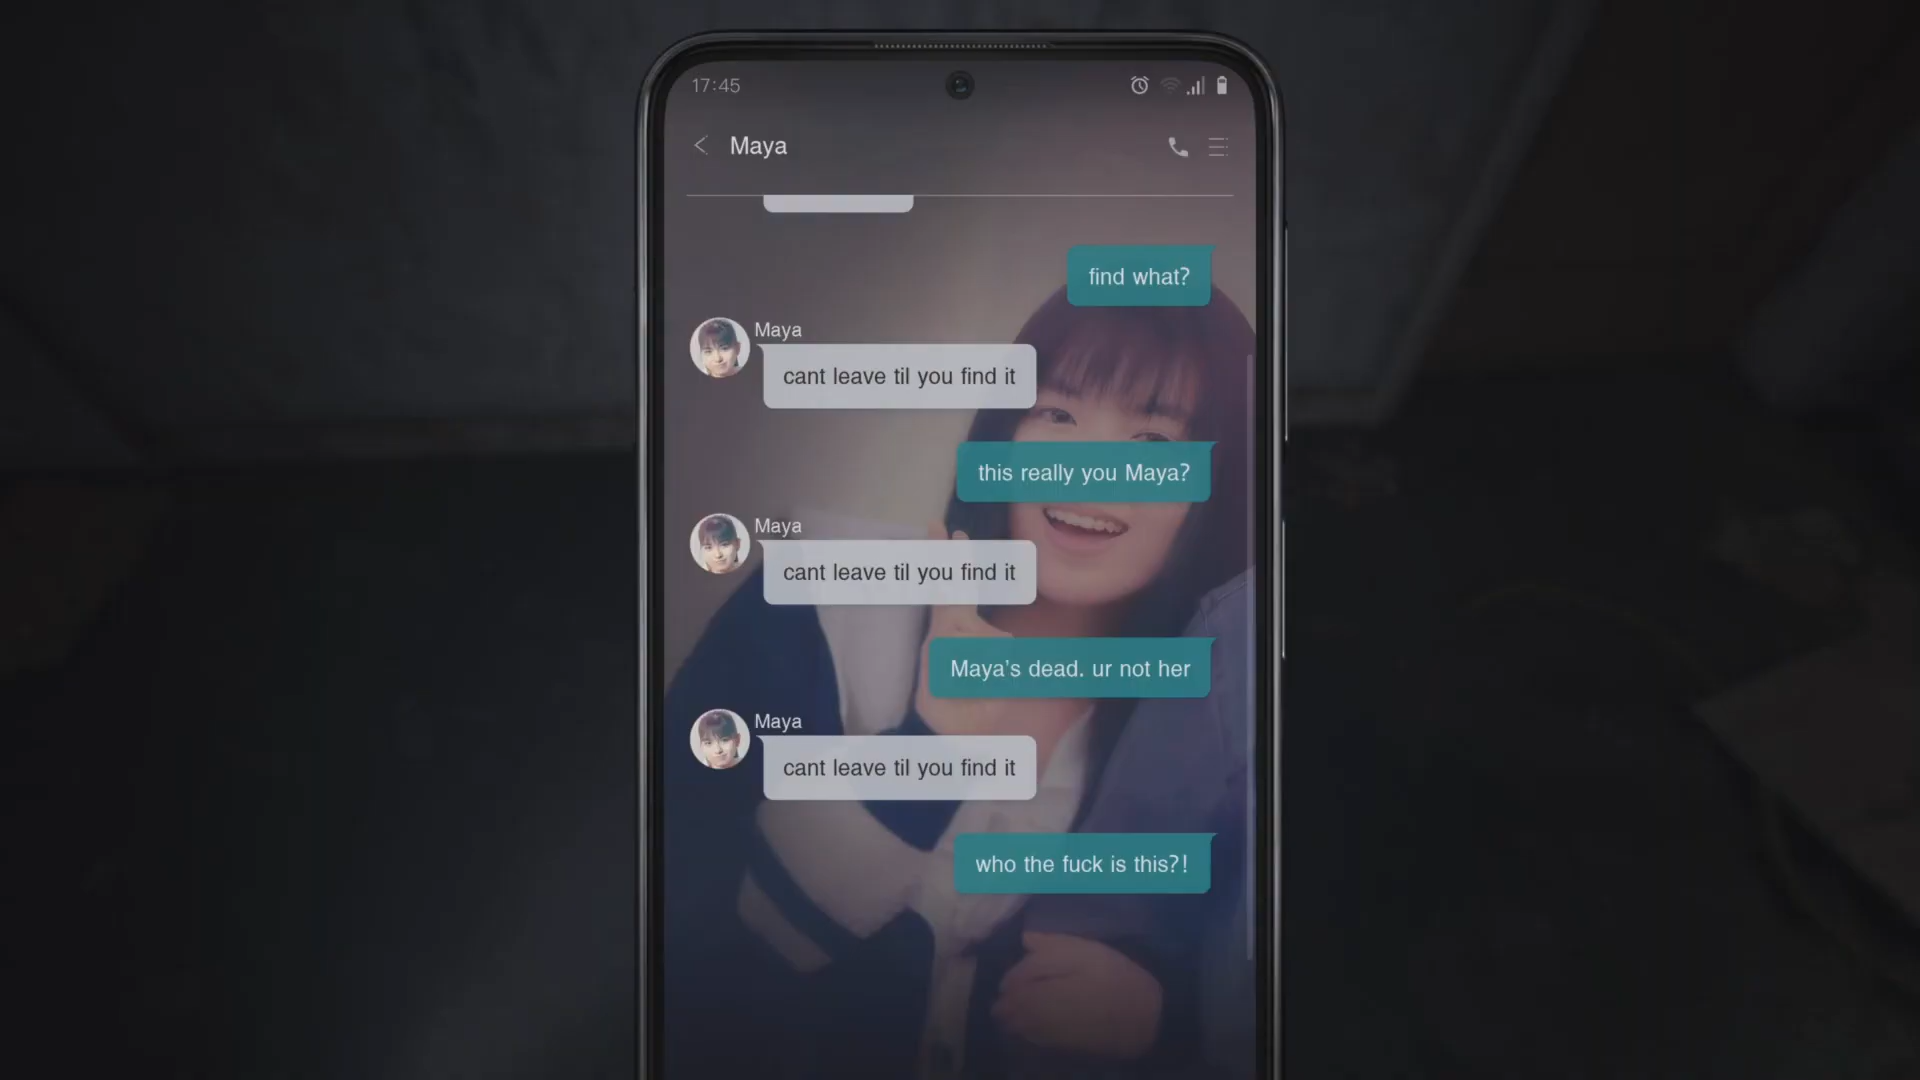 17:45
Maya
find what?
Maya
cant leave til you find it
this really you Maya?
Maya
cant leave til you find it
Maya's dead. ur not her
Maya
cant leave til you find it
who the fuck is this?!